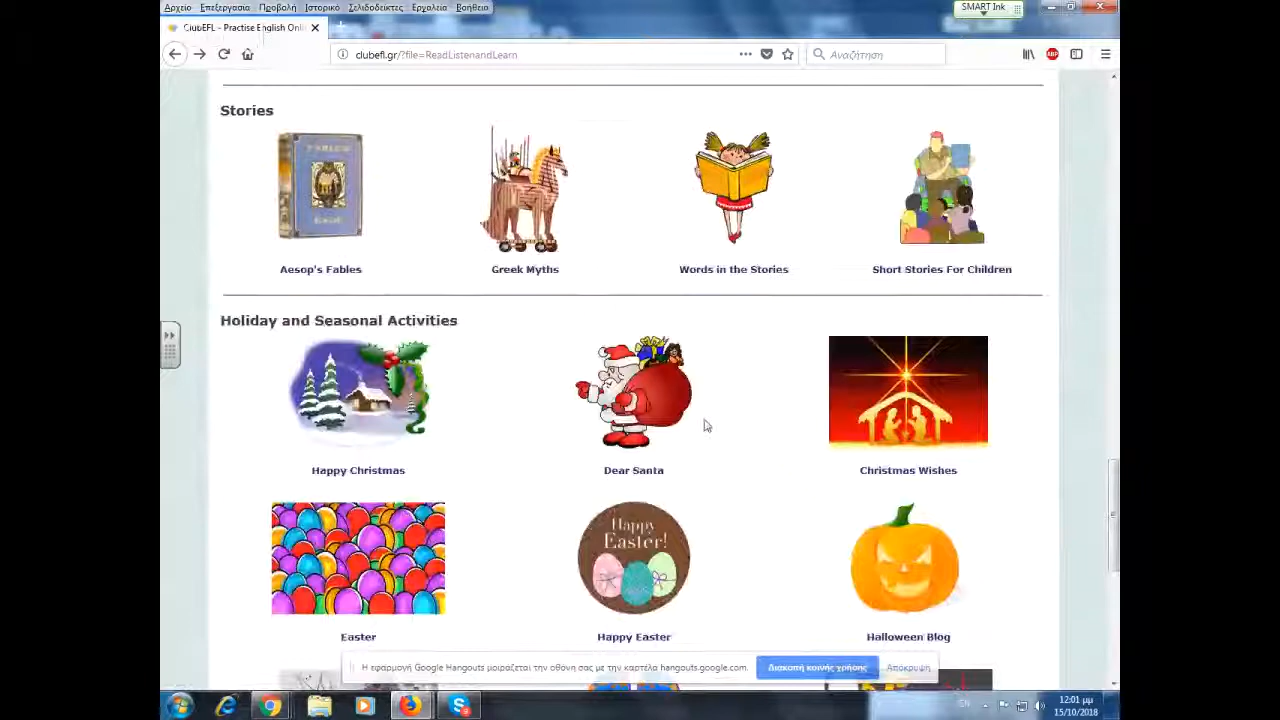 Αρχείο Επεξεργασία Προβολή Ιστορικό Σελιδοδείκτες Εργαλεία Βοήθεια
SMART Ink
ClubEFL - Practise English Onli
clubefl.gr/?file=ReadListenandLearn
Αναζήτηση
ABP
Stories
Aesop's Fables
Greek Myths
Words in the Stories
Short Stories For Children
Holiday and Seasonal Activities
Happy Christmas
Dear Santa
Christmas Wishes
Happy
Easter!
Easter
Happy Easter
Halloween Blog
Η εφαρμογή Google Hangouts μοιράζεται την οθόνη σας με την καρτέλα hangouts.google.com.
Διακοπή κοινής χρήσης
Απόκρυψη
EN
12:01 μμ
15/10/2018